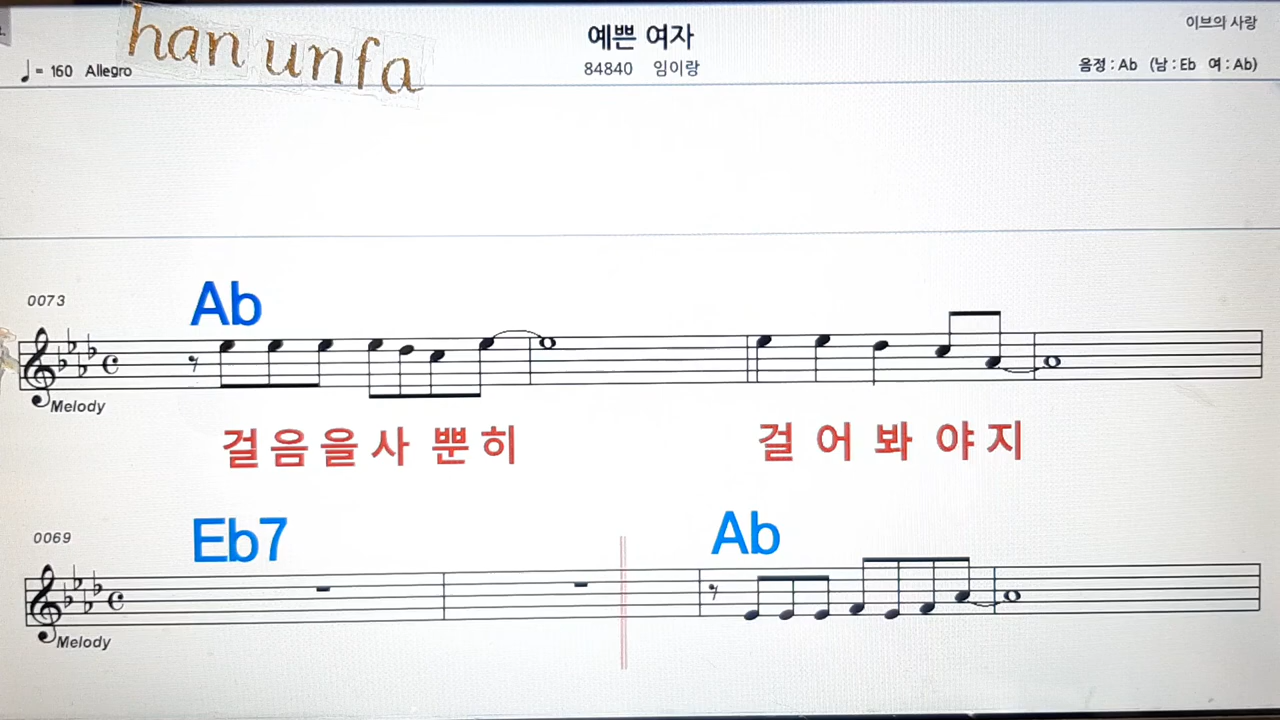 han unfa
예쁜 여자
이브의 사랑
♩ = 160 Allegro
84840 임이랑
음정 : Ab (남 : Eb 여 : Ab)
0073
Ab
Melody
걸 음 을 사 뿐 히 걸 어 봐 야 지
0069
Eb7 Ab
Melody